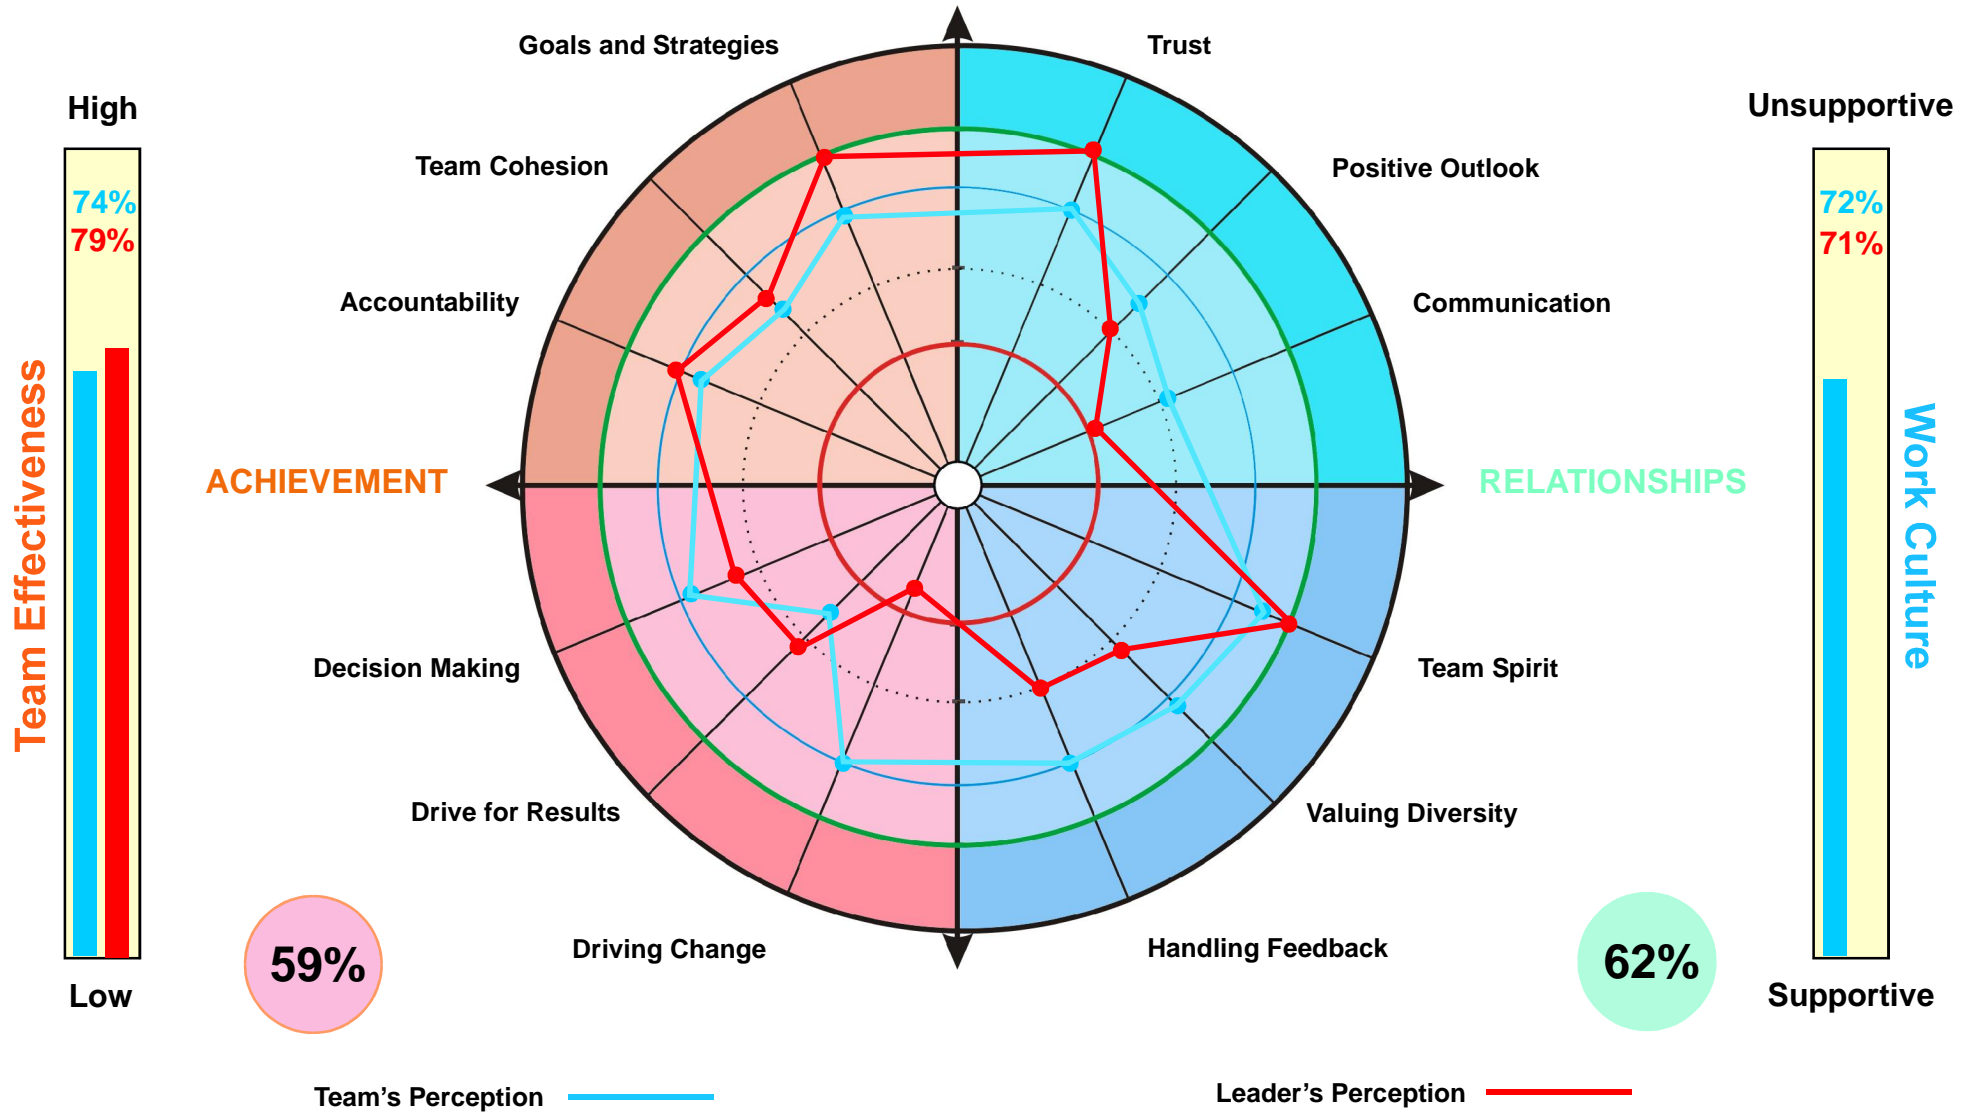 Goals and Strategies
Trust
High
Unsupportive
Team Cohesion
Positive Outlook
74%
79%
72%
71%
Accountability
Communication
Team Effectiveness
ACHIEVEMENT
RELATIONSHIPS
Work Culture
Decision Making
Team Spirit
Drive for Results
Valuing Diversity
Driving Change
Handling Feedback
59%
62%
Low
Supportive
Team’s Perception
Leader’s Perception